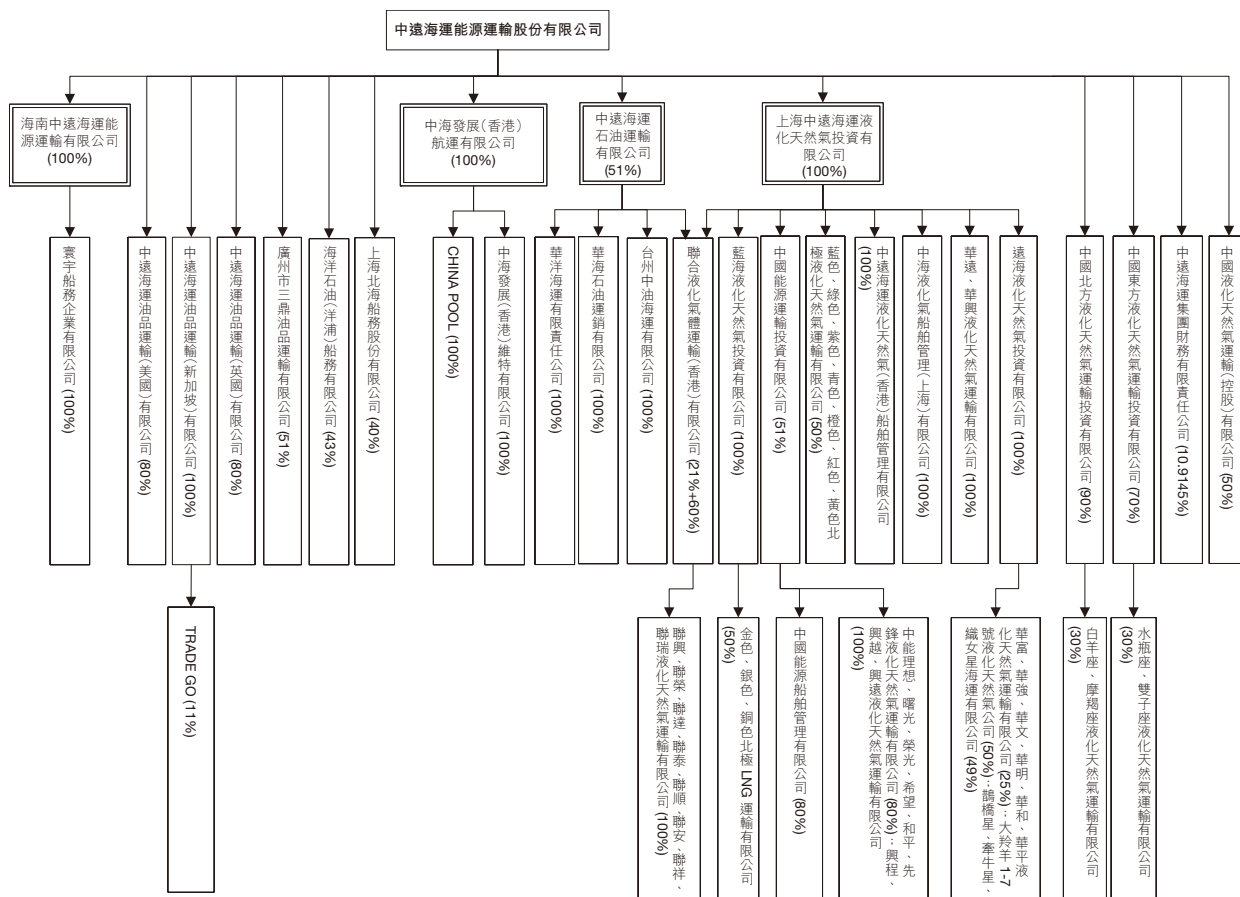 中遠海運能源運輸股份有限公司
海南中遠海運能
源運輸有限公司
(100%)
中海發展（香港）
航運有限公司
(100%)
中遠海運
石油運輸
有限公司
(51%)
上海中遠海運液
化天然氣投資有
限公司
(100%)
寰宇船務企業有限公司 (100%)
中遠海運油品運輸（美國）有限公司 (80%)
中遠海運油品運輸（新加坡）有限公司 (100%)
中遠海運油品運輸（英國）有限公司 (80%)
廣州市三鼎油品運輸有限公司 (51%)
海洋石油（洋浦）船務有限公司 (43%)
上海北海船務股份有限公司 (40%)
CHINA POOL (100%)
中海發展（香港）維特有限公司 (100%)
華洋海運有限責任公司 (100%)
華海石油運銷有限公司 (100%)
台州中油海運有限公司 (100%)
聯合液化氣體運輸（香港）有限公司 (21%+60%)
藍海液化天然氣投資有限公司 (100%)
中國能源運輸投資有限公司 (51%)
藍色、綠色、紫色、青色、橙色、紅色、黃色北
極液化天然氣運輸有限公司 (50%)
中遠海運液化天然氣（香港）船舶管理有限公司
(100%)
中海液化氣船舶管理（上海）有限公司 (100%)
華遠、華興液化天然氣運輸有限公司 (100%)
遠海液化天然氣投資有限公司 (100%)
中國北方液化天然氣運輸投資有限公司 (90%)
中國東方液化天然氣運輸投資有限公司 (70%)
中遠海運集團財務有限責任公司 (10.9145%)
中國液化天然氣運輸（控股）有限公司 (50%)
TRADE GO (11%)
聯興、聯榮、聯達、聯泰、聯順、聯安、聯祥、
聯瑞液化天然氣運輸有限公司 (100%)
金色、銀色、銅色北極 LNG 運輸有限公司
(50%)
中國能源船舶管理有限公司 (80%)
中能理想、曙光、榮光、希望、和平、先
鋒液化天然氣運輸有限公司 (80%)；興程、
興越、興遠液化天然氣運輸有限公司
(100%)
華富、華強、華文、華明、華和、華平液
化天然氣運輸有限公司 (25%)；大羚羊 1-7
號液化天然氣公司 (50%)；鵲橋星、牽牛星、
織女星海運有限公司 (49%)
白羊座、摩羯座液化天然氣運輸有限公司
(30%)
水瓶座、雙子座液化天然氣運輸有限公司
(30%)